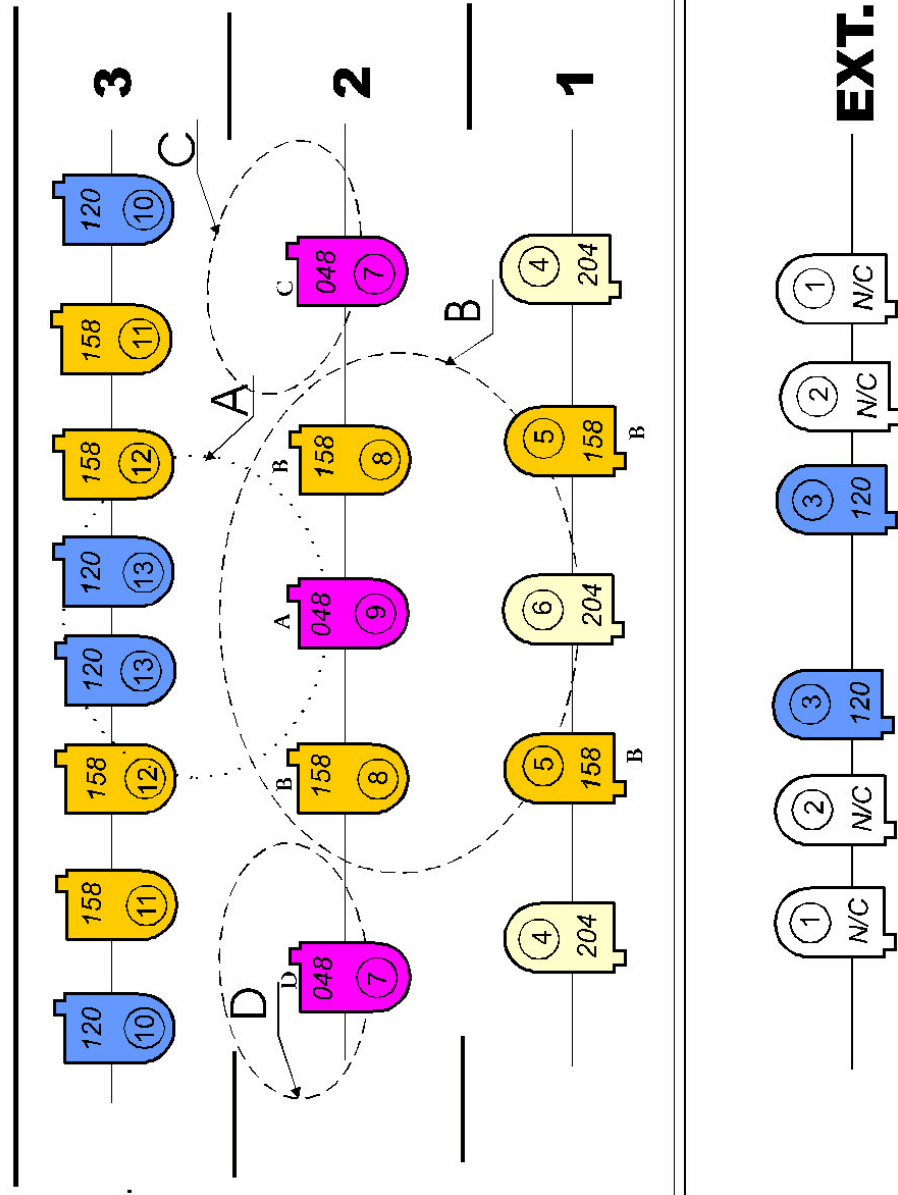 120 158 158 120 120 158 158 120 3
10 11 12 13 13 12 11 10
C
A
D
D B A B C
048 158 048 158 048 2
7 8 9 8 7
B
4 5 6 5 4 1
204 158 204 158 204
B B
1 2 3 3 2 1 EXT.
N/C N/C 120 120 N/C N/C